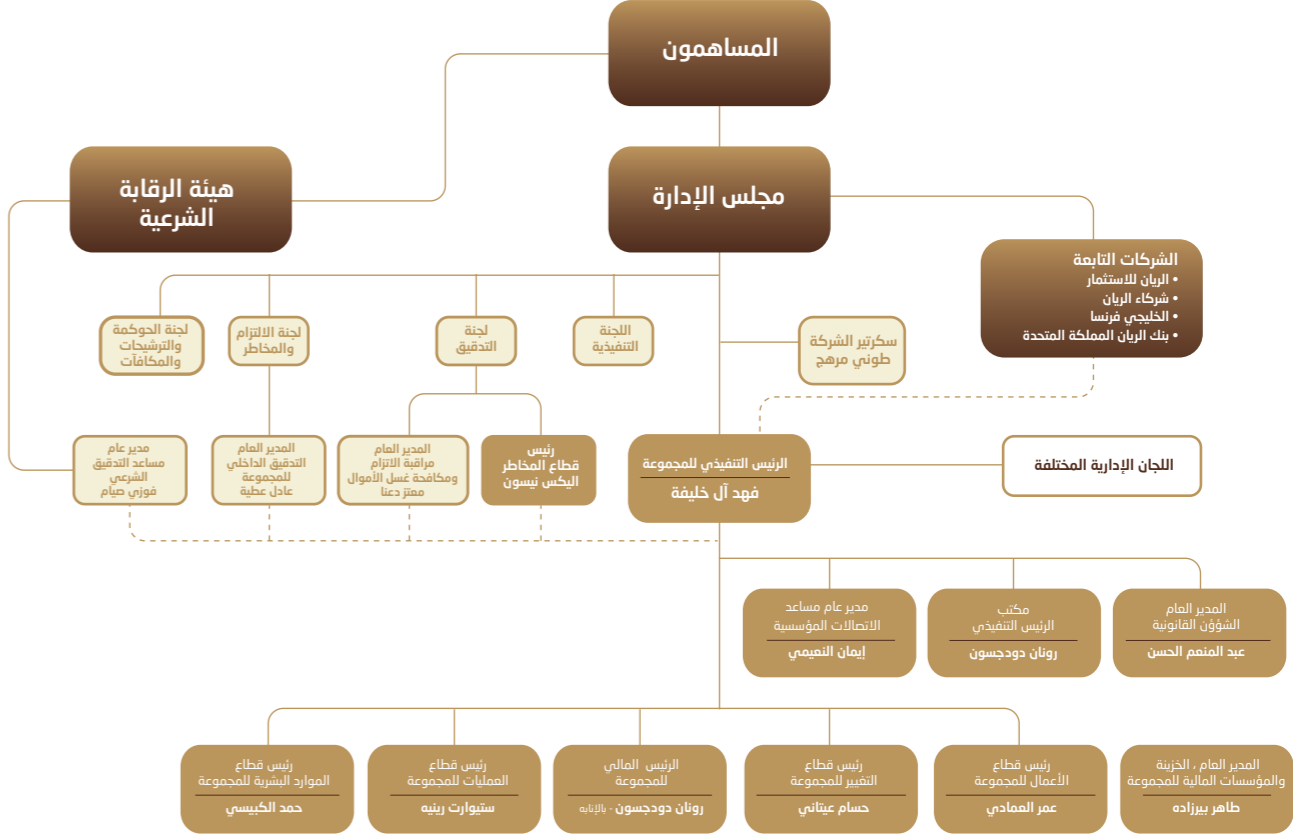 المساهمون
هيئة الرقابة
الشرعية
مجلس الإدارة
الشركات التابعة
• الريان للاستثمار
• شركاء الريان
• الخليجي فرنسا
• بنك الريان المملكة المتحدة
سكرتير الشركة
طوني مرهج
اللجنة
التنفيذية
لجنة
التدقيق
لجنة الالتزام
والمخاطر
لجنة الحوكمة
والترشيحات
والمكافآت
اللجان الإدارية المختلفة
الرئيس التنفيذي للمجموعة
فهد آل خليفة
رئيس
قطاع المخاطر
اليكس نيسون
المدير العام
مراقبة الاتزام
ومكافحة غسل الأموال
معتز دعنا
المدير العام
التدقيق الداخلي
للمجموعة
عادل عطية
مدير عام
مساعد التدقيق
الشرعي
فوزي صيام
المدير العام
الشؤؤن القانونية
عبد المنعم الحسن
مكتب
الرئيس التنفيذي
رونان دودجسون
مدير عام مساعد
الاتصالات المؤسسية
إيمان النعيمي
المدير العام ، الخزينة
والمؤسسات المالية للمجموعة
طاهر بيرزاده
رئيس قطاع
الأعمال للمجموعة
عمر العمادي
رئيس قطاع
التغيير للمجموعة
حسام عيتاني
الرئيس المالي
للمجموعة
رونان دودجسون - بالإنابه
رئيس قطاع
العمليات للمجموعة
ستيوارت رينيه
رئيس قطاع
الموارد البشرية للمجموعة
حمد الكبيسي